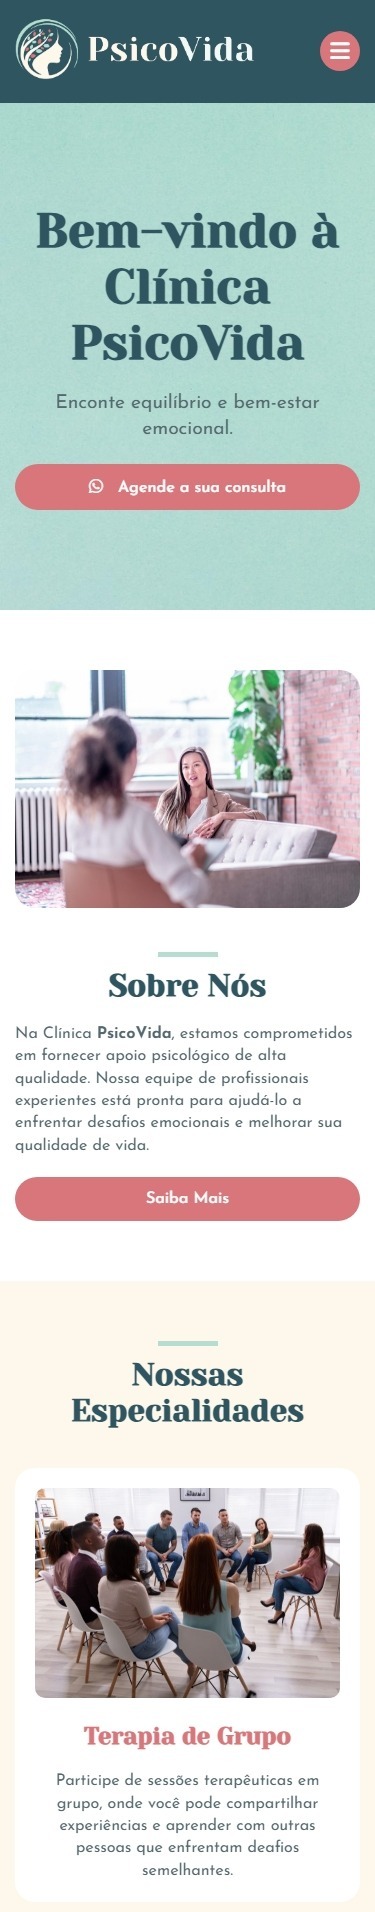 PsicoVida
Bem-vindo à
Clínica
PsicoVida
Enconte equilíbrio e bem-estar
emocional.
Agende a sua consulta
Sobre Nós
Na Clínica PsicoVida, estamos comprometidos
em fornecer apoio psicológico de alta
qualidade. Nossa equipe de profissionais
experientes está pronta para ajudá-lo a
enfrentar desafios emocionais e melhorar sua
qualidade de vida.
Saiba Mais
Nossas
Especialidades
Terapia de Grupo
Participe de sessões terapêuticas em
grupo, onde você pode compartilhar
experiências e aprender com outras
pessoas que enfrentam deafios
semelhantes.